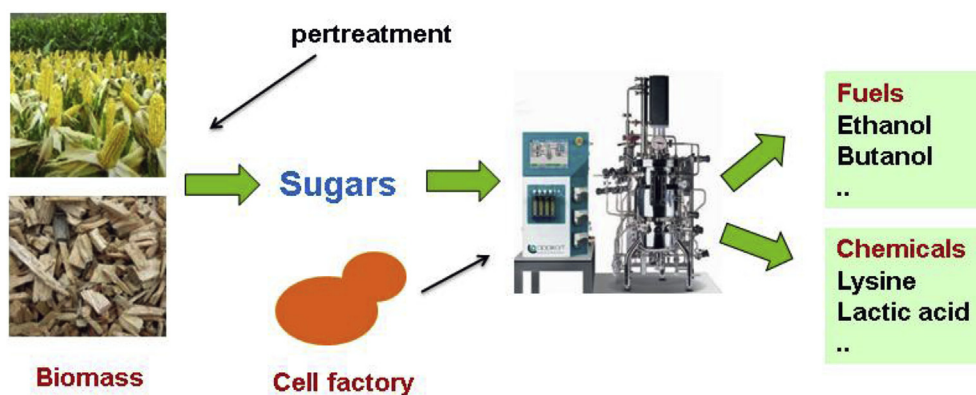 pertreatment
Fuels
Ethanol
Butanol
..
Sugars
Chemicals
Lysine
Lactic acid
..
Biomass
Cell factory